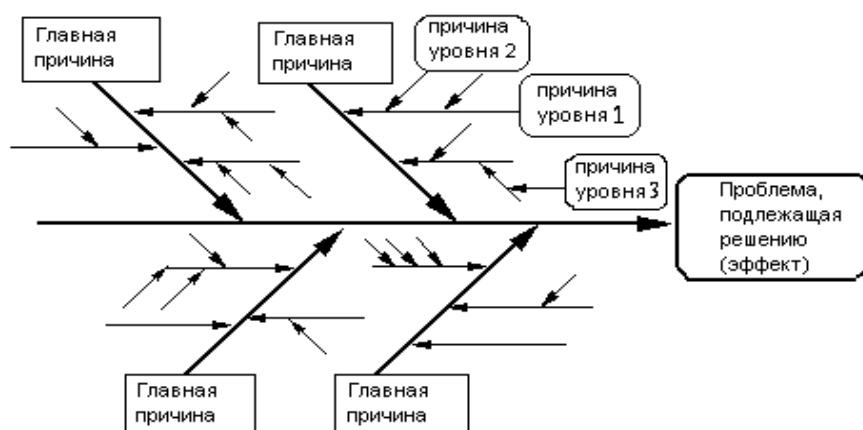 Главная
причина
Главная
причина
причина
уровня 2
причина
уровня 1
причина
уровня 3
Проблема,
подлежащая
решению
(эффект)
Главная
причина
Главная
причина